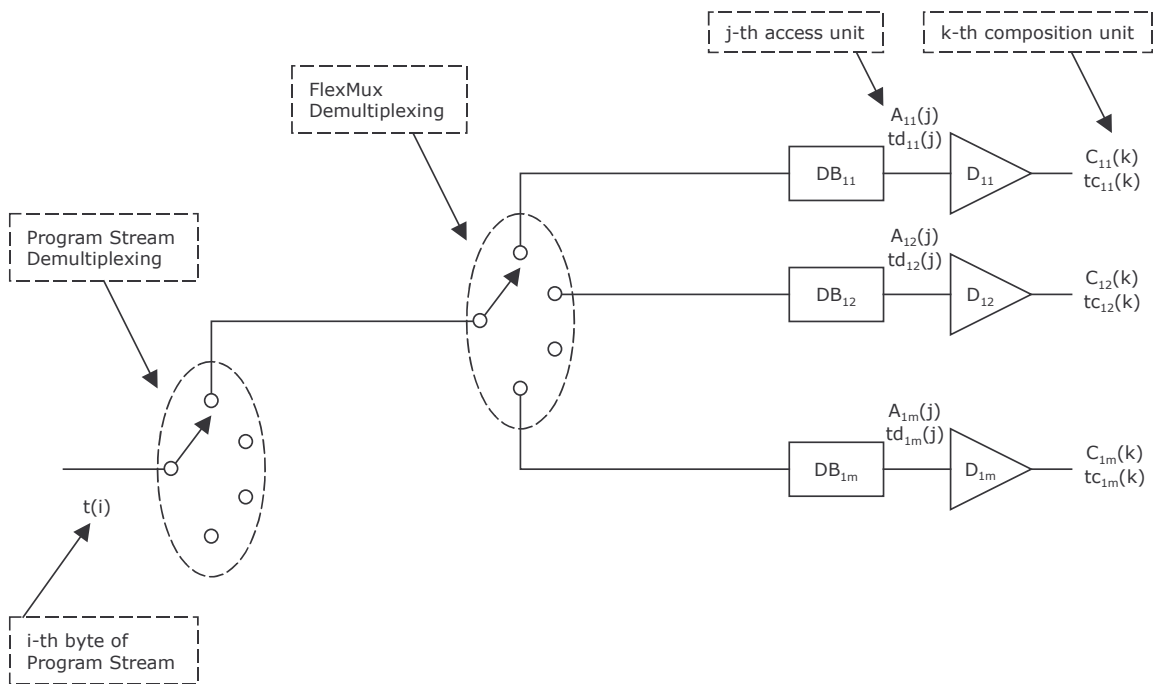 j-th access unit
k-th composition unit
FlexMux
Demultiplexing
A₁₁(j)
td₁₁(j)
DB₁₁
D₁₁
C₁₁(k)
tc₁₁(k)
Program Stream
Demultiplexing
A₁₂(j)
td₁₂(j)
DB₁₂
D₁₂
C₁₂(k)
tc₁₂(k)
A₁ₘ(j)
td₁ₘ(j)
DB₁ₘ
D₁ₘ
C₁ₘ(k)
tc₁ₘ(k)
t(i)
i-th byte of
Program Stream